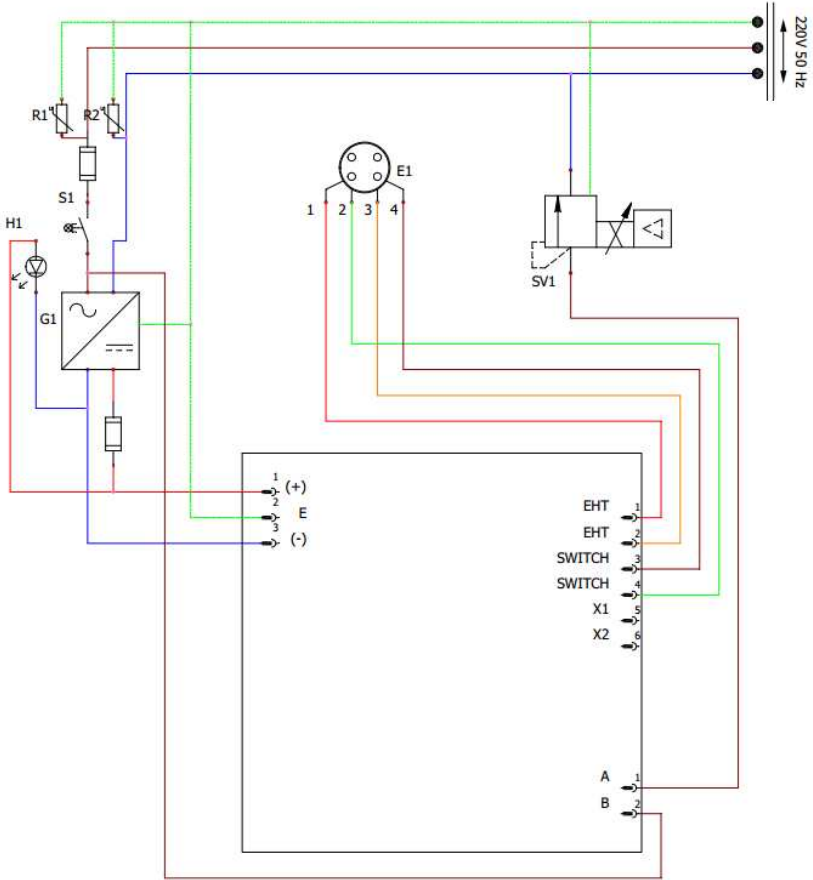 220V 50 Hz
R1
R2
E1
S1
1 2 3 4
H1
SV1
G1
1
(+)
2
E
3
(-)
EHT 1
EHT 2
SWITCH 3
SWITCH 4
X1 5
X2 6
A 1
B 2